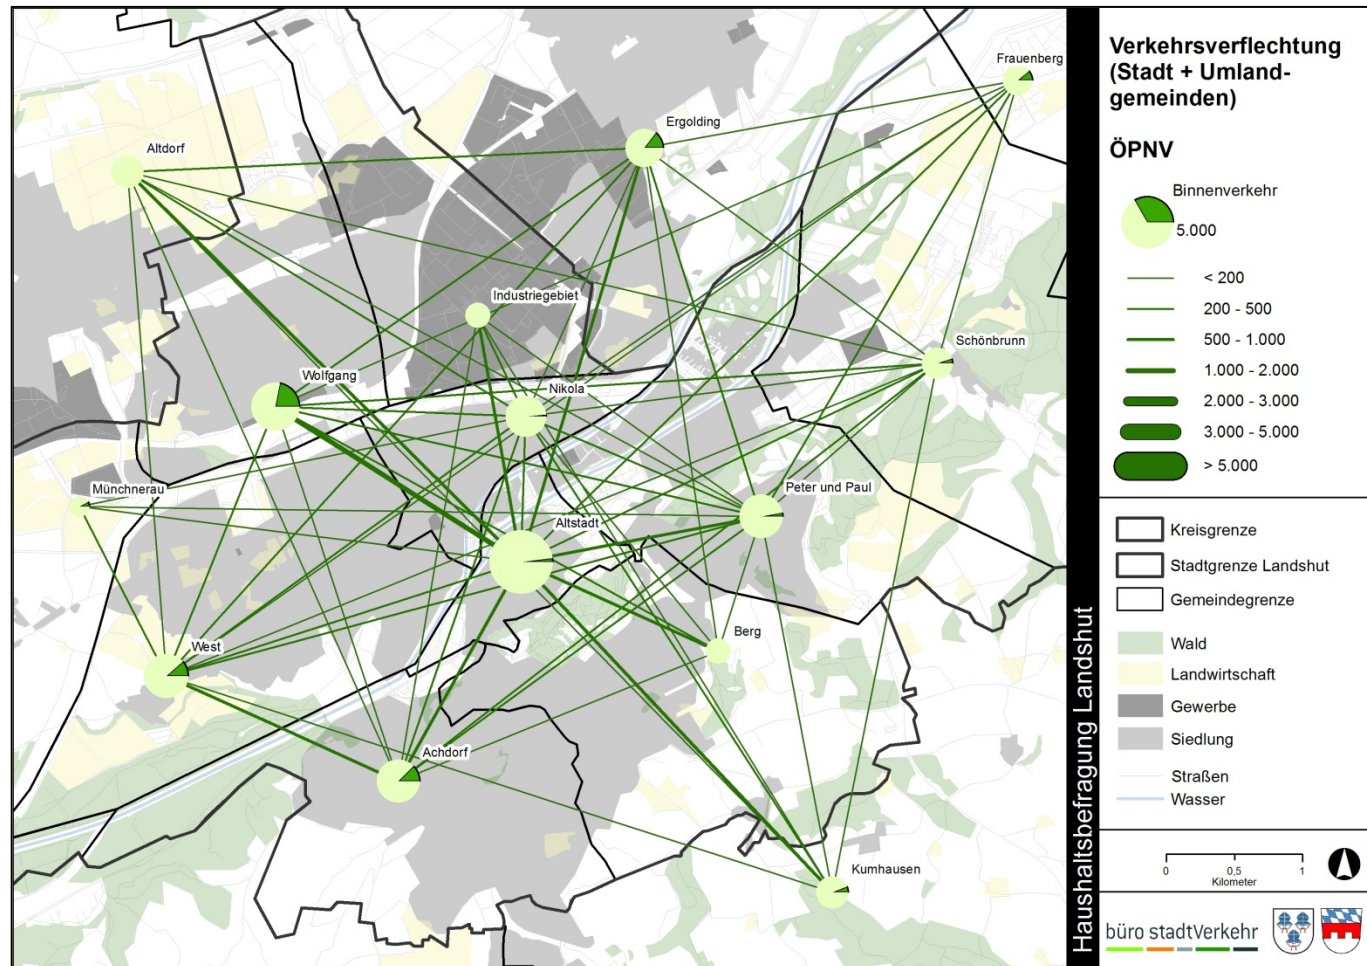 Frauenberg
Ergolding
Altdorf
Industriegebiet
Schönbrunn
Wolfgang
Nikola
Münchnerau
Peter und Paul
Altstadt
Berg
West
Achdorf
Kumhausen
Haushaltsbefragung Landshut
Verkehrsverflechtung
(Stadt + Umland-
gemeinden)
ÖPNV
Binnenverkehr
5.000
< 200
200 - 500
500 - 1.000
1.000 - 2.000
2.000 - 3.000
3.000 - 5.000
> 5.000
Kreisgrenze
Stadtgrenze Landshut
Gemeindegrenze
Wald
Landwirtschaft
Gewerbe
Siedlung
Straßen
Wasser
0 0,5 1
Kilometer
büro stadtVerkehr